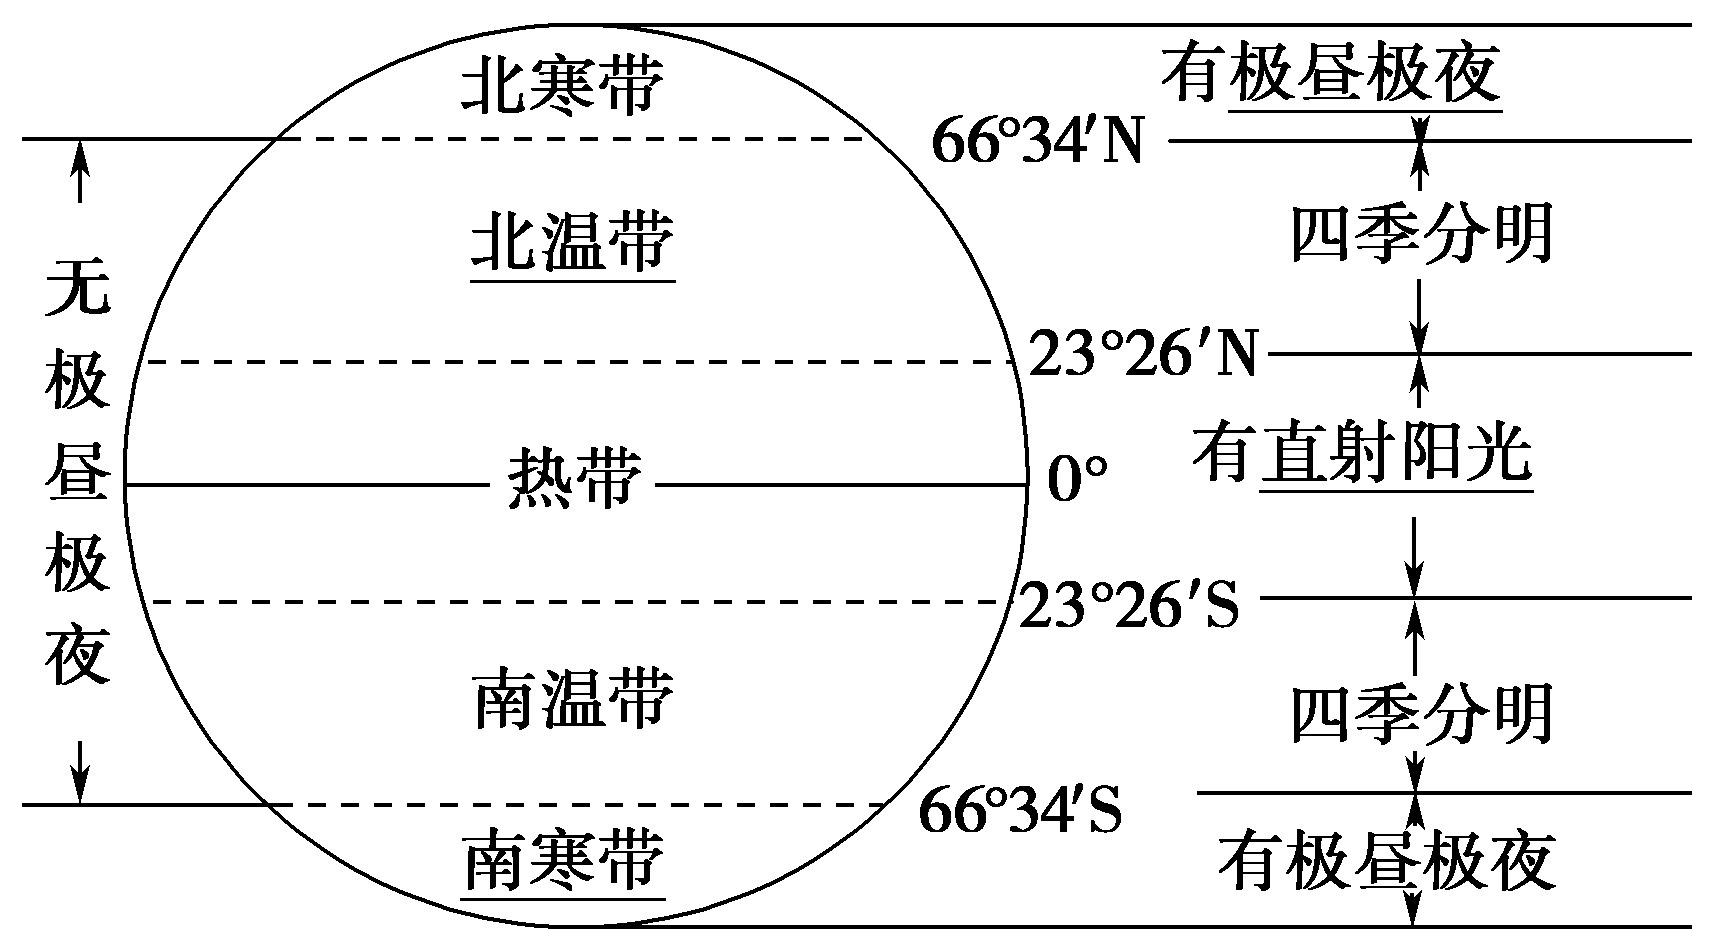 有极昼极夜
北寒带
66°34′N
四季分明
北温带
无极昼极夜
23°26′N
有直射阳光
热带
0°
23°26′S
南温带
四季分明
66°34′S
南寒带
有极昼极夜